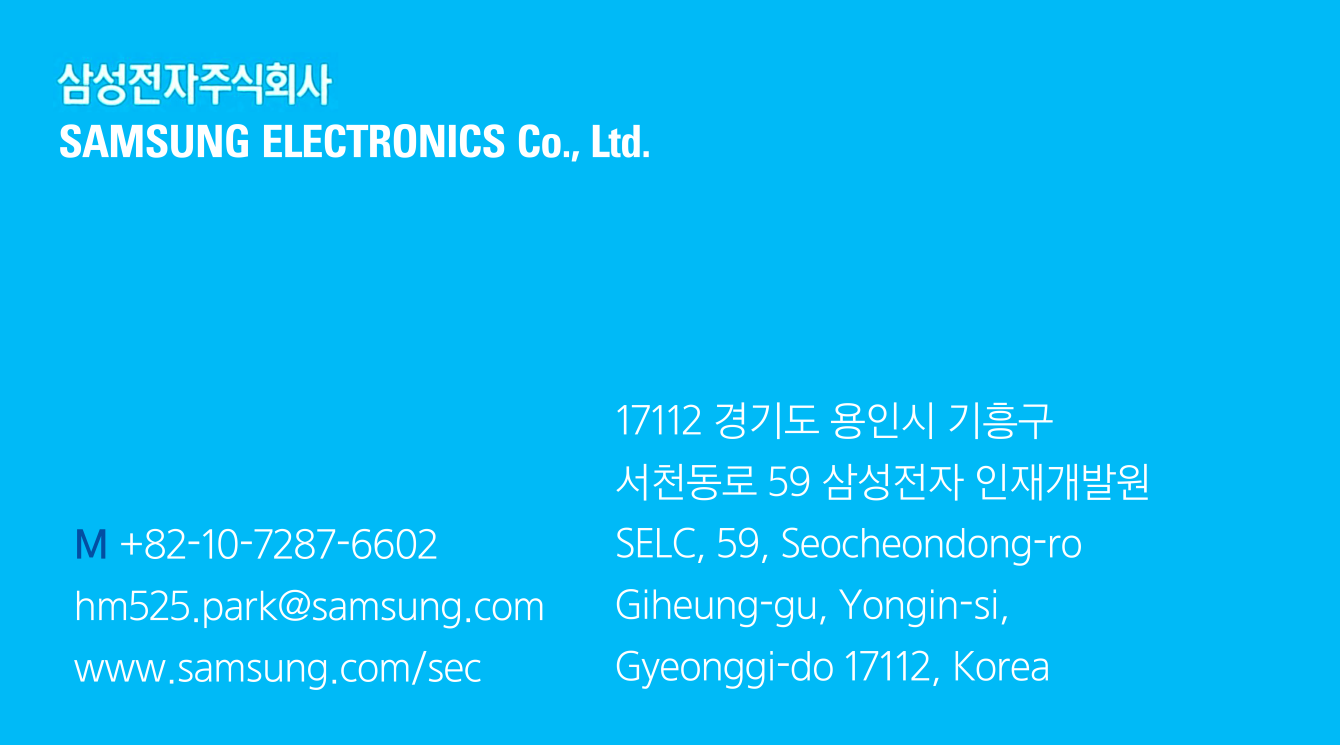 삼성전자주식회사
SAMSUNG ELECTRONICS Co., Ltd.
M +82-10-7287-6602
hm525.park@samsung.com
www.samsung.com/sec
17112 경기도 용인시 기흥구
서천동로 59 삼성전자 인재개발원
SELC, 59, Seocheondong-ro
Giheung-gu, Yongin-si,
Gyeonggi-do 17112, Korea